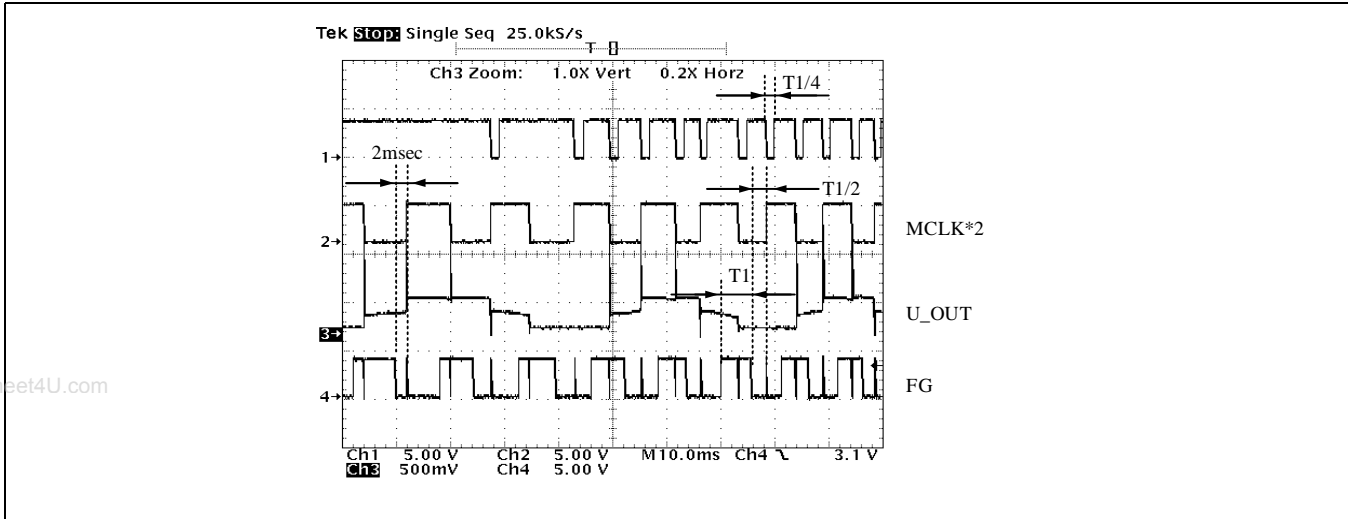 Tek Stop: Single Seq 25.0kS/s
T
Ch3 Zoom: 1.0X Vert 0.2X Horz
T1/4
1→
2msec
T1/2
2→
MCLK*2
T1
U_OUT
3→
FG
4→
eet4U.com
Ch1 5.00 V Ch2 5.00 V M10.0ms Ch4 3.1 V
Ch3 500mV Ch4 5.00 V